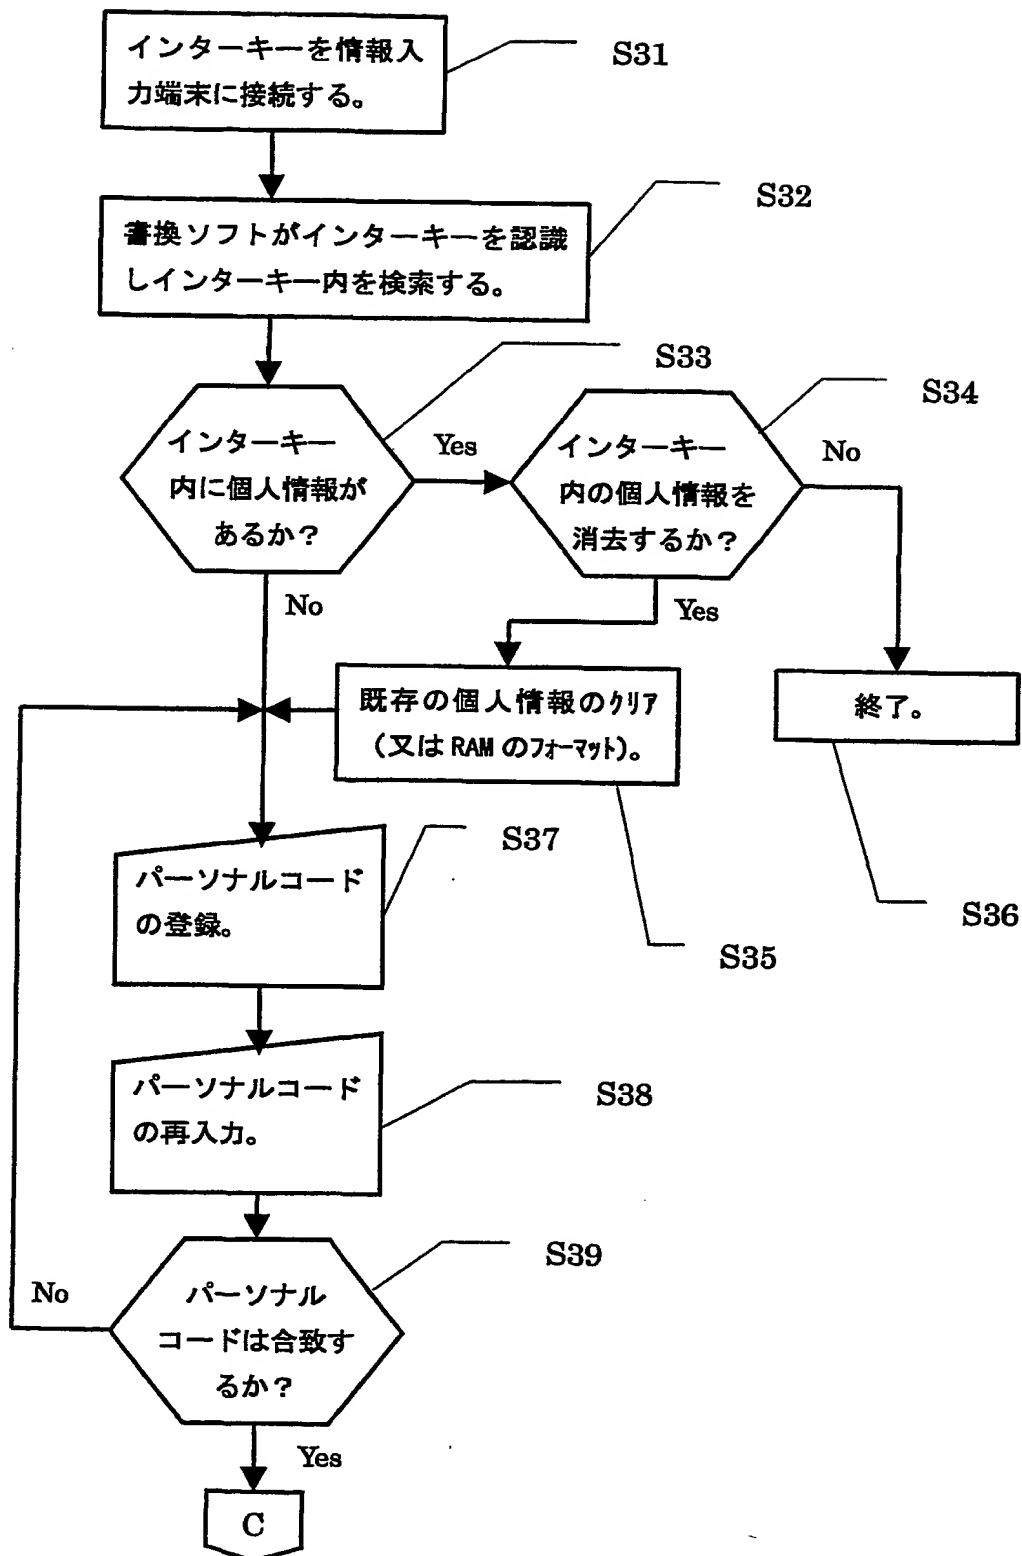 インターキーを情報入
力端末に接続する。
S31
書換ソフトがインターキーを認識
しインターキー内を検索する。
S32
インターキー
内に個人情報が
あるか？
S33
Yes
No
インターキー
内の個人情報を
消去するか？
S34
No
Yes
既存の個人情報のｸﾘｱ
(又は RAM のﾌｫｰﾏｯﾄ)。
S35
終了。
S36
パーソナルコード
の登録。
S37
パーソナルコード
の再入力。
S38
パーソナル
コードは合致す
るか？
S39
No
Yes
C